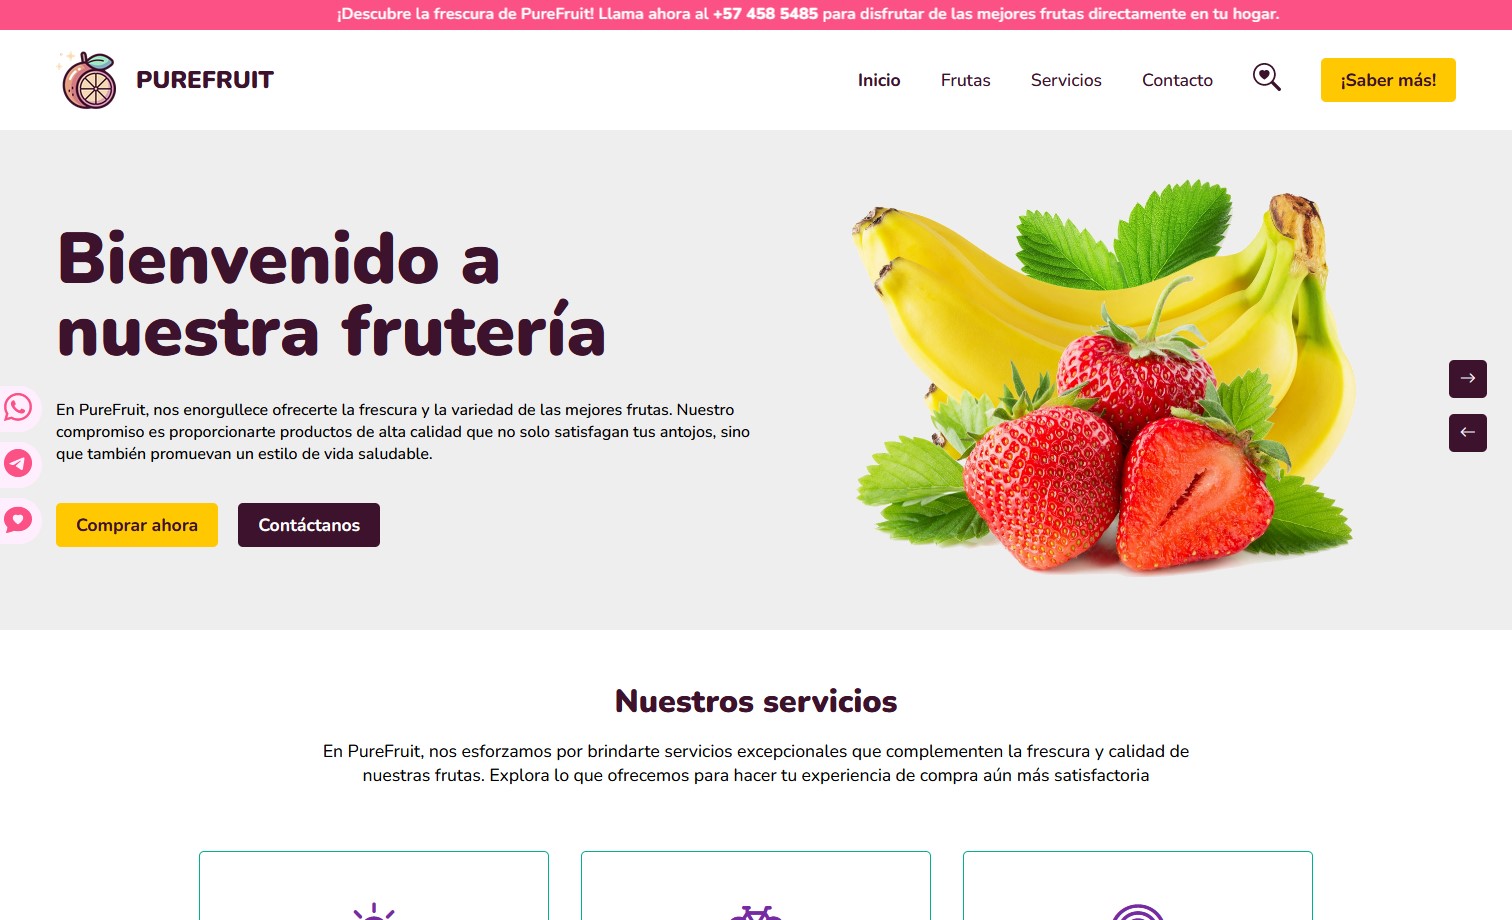 ¡Descubre la frescura de PureFruit! Llama ahora al +57 458 5485 para disfrutar de las mejores frutas directamente en tu hogar.
PUREFRUIT
Inicio
Frutas
Servicios
Contacto
¡Saber más!
Bienvenido a
nuestra frutería
En PureFruit, nos enorgullece ofrecerte la frescura y la variedad de las mejores frutas. Nuestro
compromiso es proporcionarte productos de alta calidad que no solo satisfagan tus antojos, sino
que también promuevan un estilo de vida saludable.
Comprar ahora
Contáctanos
Nuestros servicios
En PureFruit, nos esforzamos por brindarte servicios excepcionales que complementen la frescura y calidad de
nuestras frutas. Explora lo que ofrecemos para hacer tu experiencia de compra aún más satisfactoria